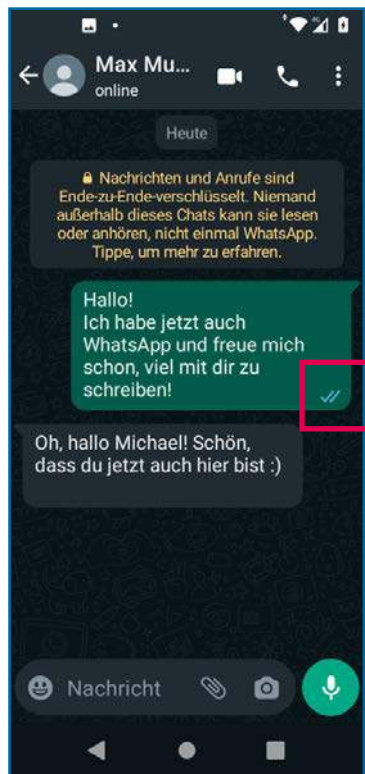 Max Mu...
online
Heute
Nachrichten und Anrufe sind
Ende-zu-Ende-verschlüsselt. Niemand
außerhalb dieses Chats kann sie lesen
oder anhören, nicht einmal WhatsApp.
Tippe, um mehr zu erfahren.
Hallo!
Ich habe jetzt auch
WhatsApp und freue mich
schon, viel mit dir zu
schreiben!
Oh, hallo Michael! Schön,
dass du jetzt auch hier bist :)
Nachricht